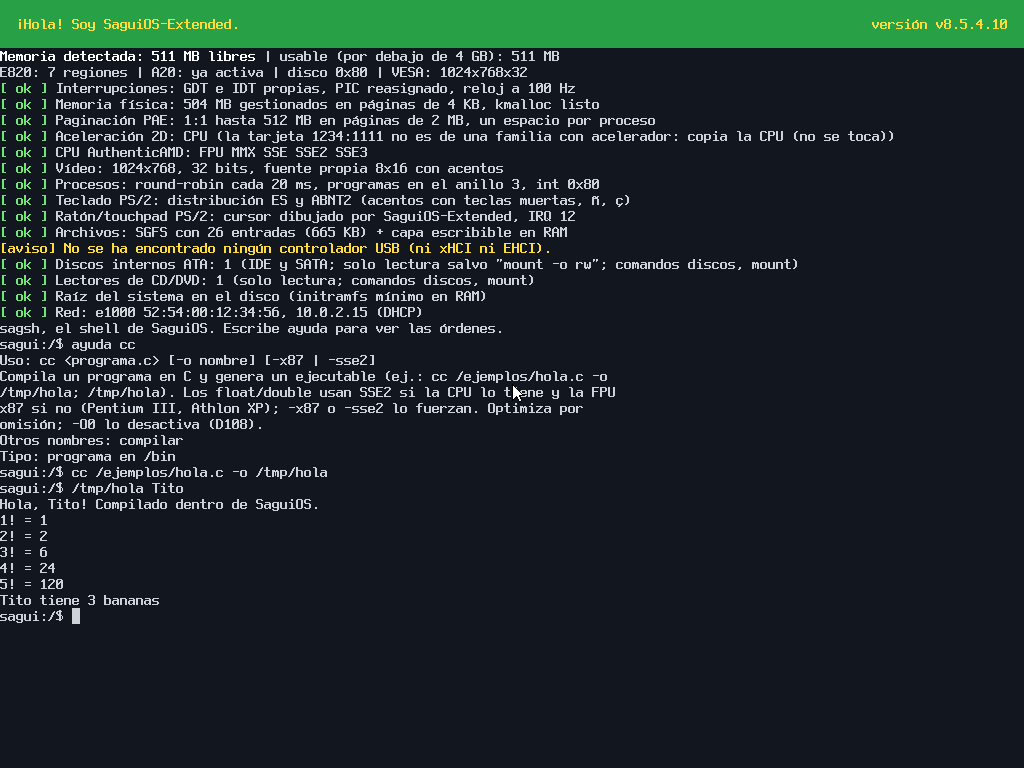 ¡Hola! Soy SaguiOS-Extended.
versión v8.5.4.10
Memoria detectada: 511 MB libres | usable (por debajo de 4 GB): 511 MB
E820: 7 regiones | A20: ya activa | disco 0x80 | VESA: 1024x768x32
[ ok ] Interrupciones: GDT e IDT propias, PIC reasignado, reloj a 100 Hz
[ ok ] Memoria física: 504 MB gestionados en páginas de 4 KB, kmalloc listo
[ ok ] Paginación PAE: 1:1 hasta 512 MB en páginas de 2 MB, un espacio por proceso
[ ok ] Aceleración 2D: CPU (la tarjeta 1234:1111 no es de una familia con acelerador: copia la CPU (no se toca))
[ ok ] CPU AuthenticAMD: FPU MMX SSE SSE2 SSE3
[ ok ] Vídeo: 1024x768, 32 bits, fuente propia 8x16 con acentos
[ ok ] Procesos: round-robin cada 20 ms, programas en el anillo 3, int 0x80
[ ok ] Teclado PS/2: distribución ES y ABNT2 (acentos con teclas muertas, ñ, ç)
[ ok ] Ratón/touchpad PS/2: cursor dibujado por SaguiOS-Extended, IRQ 12
[ ok ] Archivos: SGFS con 26 entradas (665 KB) + capa escribible en RAM
[aviso] No se ha encontrado ningún controlador USB (ni xHCI ni EHCI).
[ ok ] Discos internos ATA: 1 (IDE y SATA; solo lectura salvo "mount -o rw"; comandos discos, mount)
[ ok ] Lectores de CD/DVD: 1 (solo lectura; comandos discos, mount)
[ ok ] Raíz del sistema en el disco (initramfs mínimo en RAM)
[ ok ] Red: e1000 52:54:00:12:34:56, 10.0.2.15 (DHCP)
sagsh, el shell de SaguiOS. Escribe ayuda para ver las órdenes.
sagui:/$ ayuda cc
Uso: cc <programa.c> [-o nombre] [-x87 | -sse2]
Compila un programa en C y genera un ejecutable (ej.: cc /ejemplos/hola.c -o
/tmp/hola; /tmp/hola). Los float/double usan SSE2 si la CPU lo tiene y la FPU
x87 si no (Pentium III, Athlon XP); -x87 o -sse2 lo fuerzan. Optimiza por
omisión; -O0 lo desactiva (D108).
Otros nombres: compilar
Tipo: programa en /bin
sagui:/$ cc /ejemplos/hola.c -o /tmp/hola
sagui:/$ /tmp/hola Tito
Hola, Tito! Compilado dentro de SaguiOS.
1! = 1
2! = 2
3! = 6
4! = 24
5! = 120
Tito tiene 3 bananas
sagui:/$